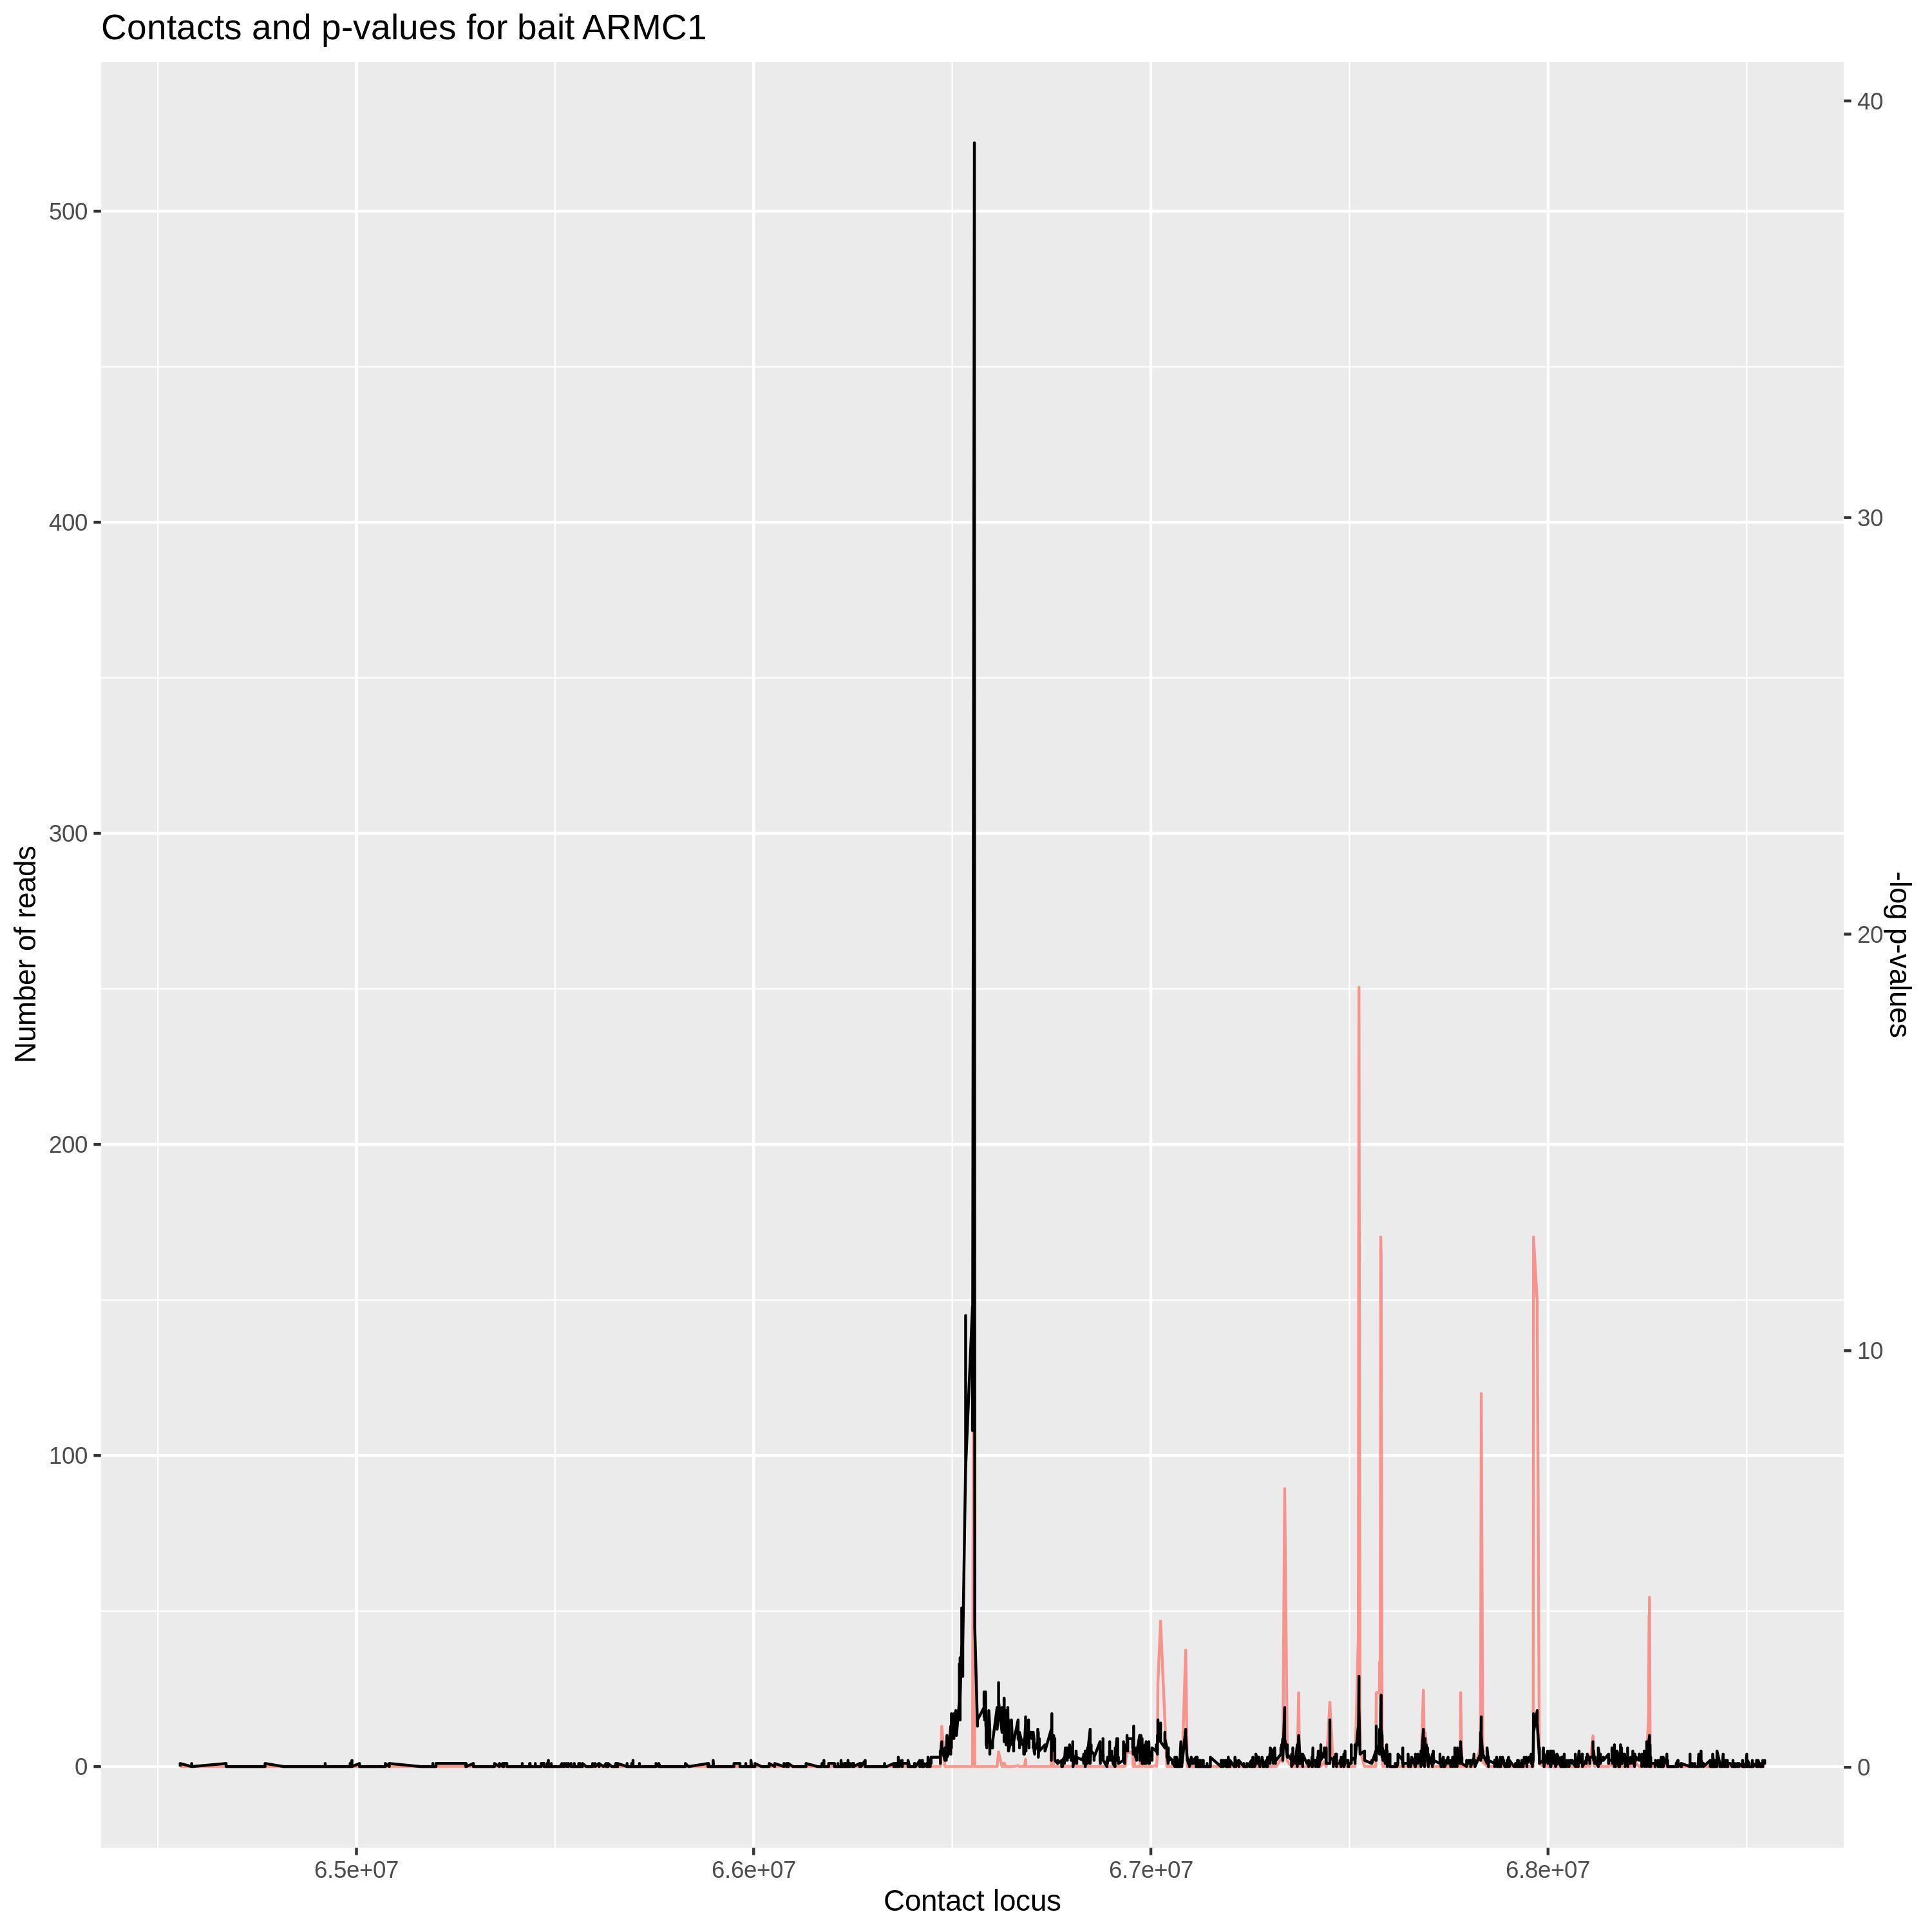 Contacts and p-values for bait ARMC1
Number of reads
500
400
300
200
100
0
40
30
20
10
0
-log p-values
6.5e+07 6.6e+07 6.7e+07 6.8e+07
Contact locus